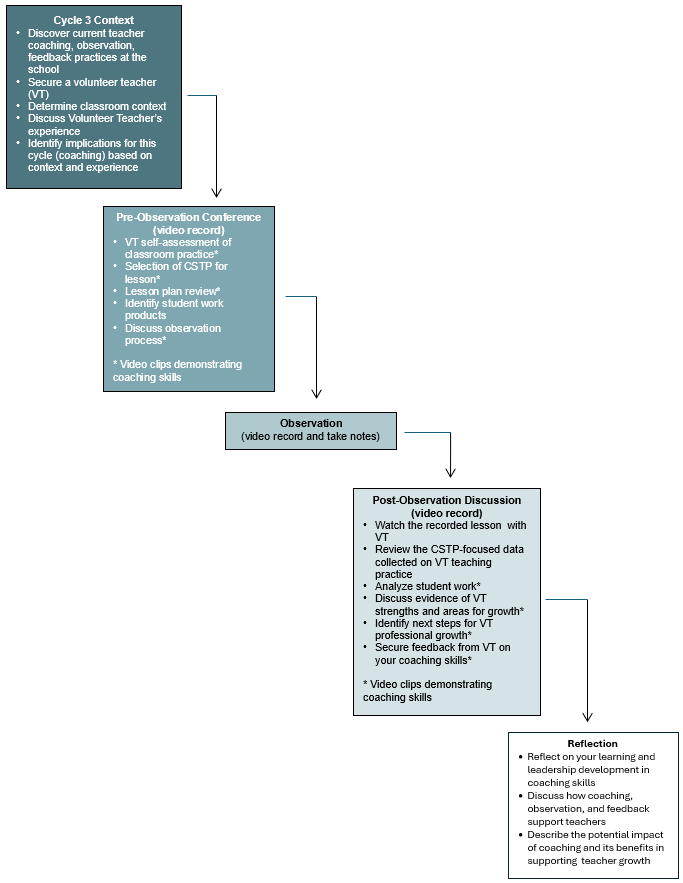 Cycle 3 Context
• Discover current teacher
coaching, observation,
feedback practices at the
school
• Secure a volunteer teacher
(VT)
• Determine classroom context
• Discuss Volunteer Teacher's
experience
• Identify implications for this
cycle (coaching) based on
context and experience
Pre-Observation Conference
(video record)
• VT self-assessment of
classroom practice*
• Selection of CSTP for
lesson*
• Lesson plan review*
• Identify student work
products
• Discuss observation
process*
* Video clips demonstrating
coaching skills
Observation
(video record and take notes)
Post-Observation Discussion
(video record)
• Watch the recorded lesson with
VT
• Review the CSTP-focused data
collected on VT teaching
practice
• Analyze student work*
• Discuss evidence of VT
strengths and areas for growth*
• Identify next steps for VT
professional growth*
• Secure feedback from VT on
your coaching skills*
* Video clips demonstrating
coaching skills
Reflection
• Reflect on your learning and
leadership development in
coaching skills
• Discuss how coaching,
observation, and feedback
support teachers
• Describe the potential impact
of coaching and its benefits in
supporting teacher growth